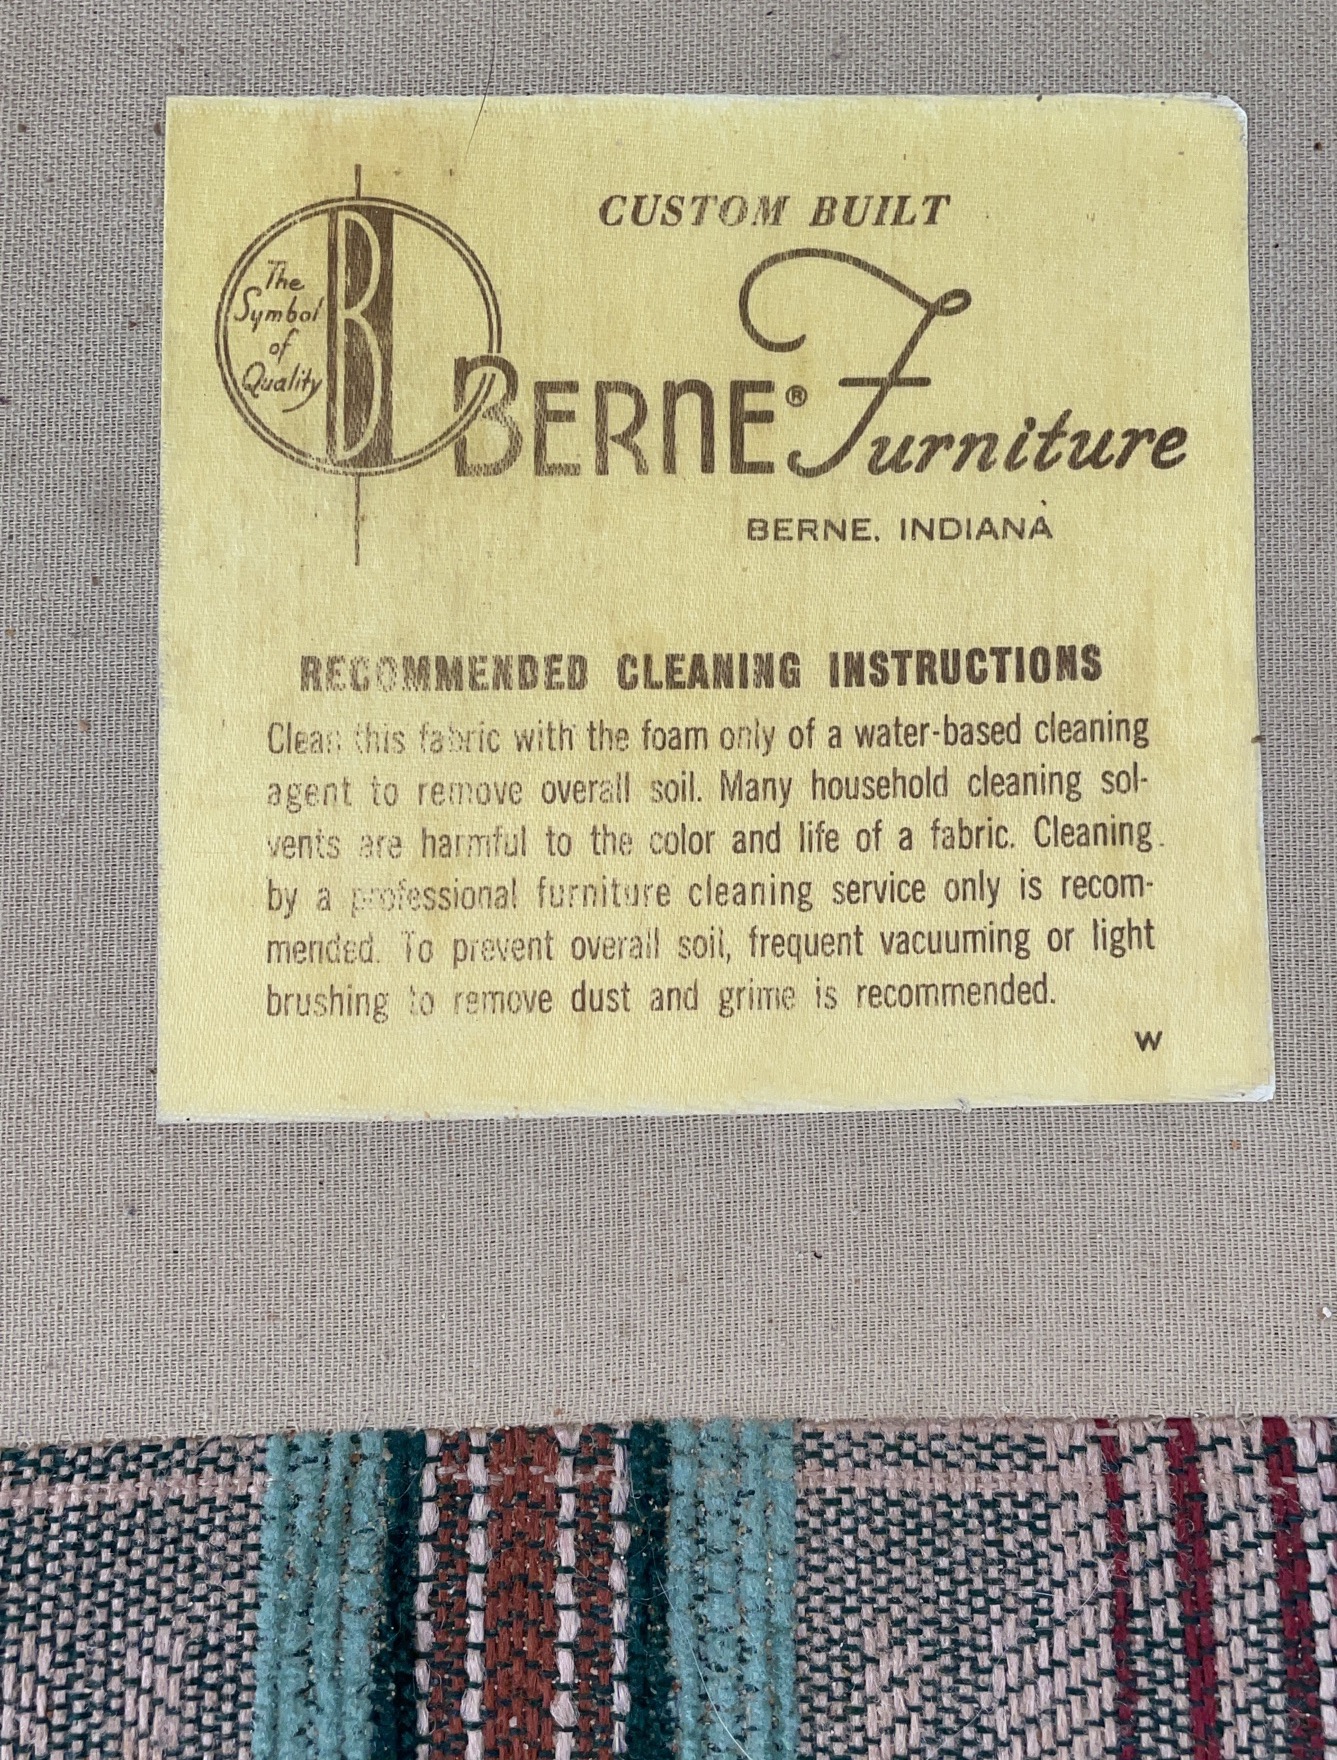 CUSTOM BUILT
The
Symbol
of
Quality
B
BERNE® Furniture
BERNE, INDIANA
RECOMMENDED CLEANING INSTRUCTIONS
Clean this fabric with the foam only of a water-based cleaning
agent to remove overall soil. Many household cleaning sol-
vents are harmful to the color and life of a fabric. Cleaning
by a professional furniture cleaning service only is recom-
mended. To prevent overall soil, frequent vacuuming or light
brushing to remove dust and grime is recommended.
W